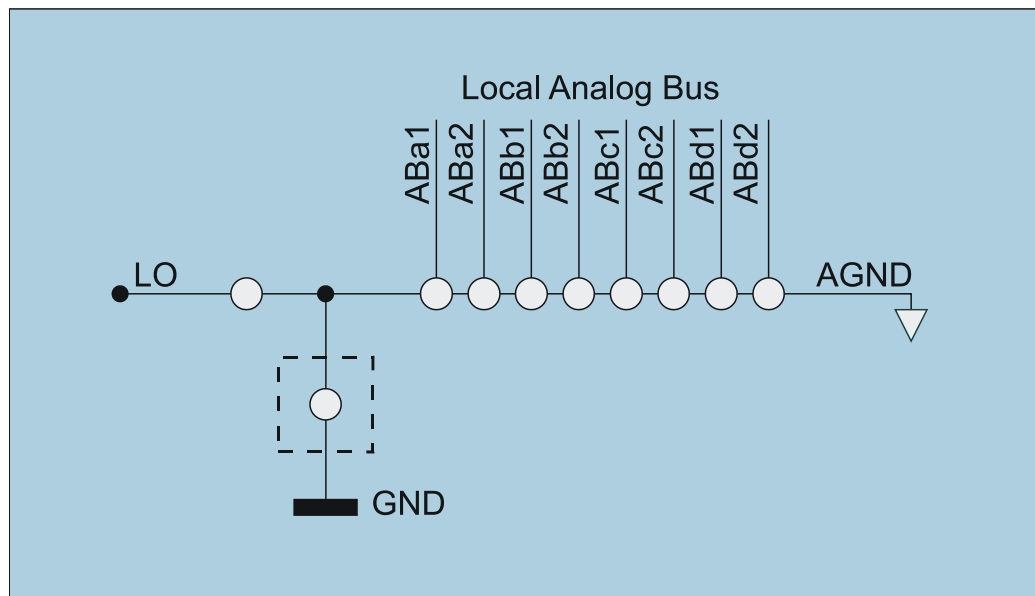 Local Analog Bus
ABa1
ABa2
ABb1
ABb2
ABc1
ABc2
ABd1
ABd2
LO
AGND
GND